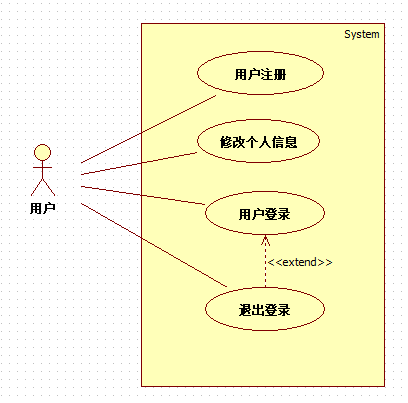 System
用户注册
修改个人信息
用户
用户登录
<<extend>>
退出登录